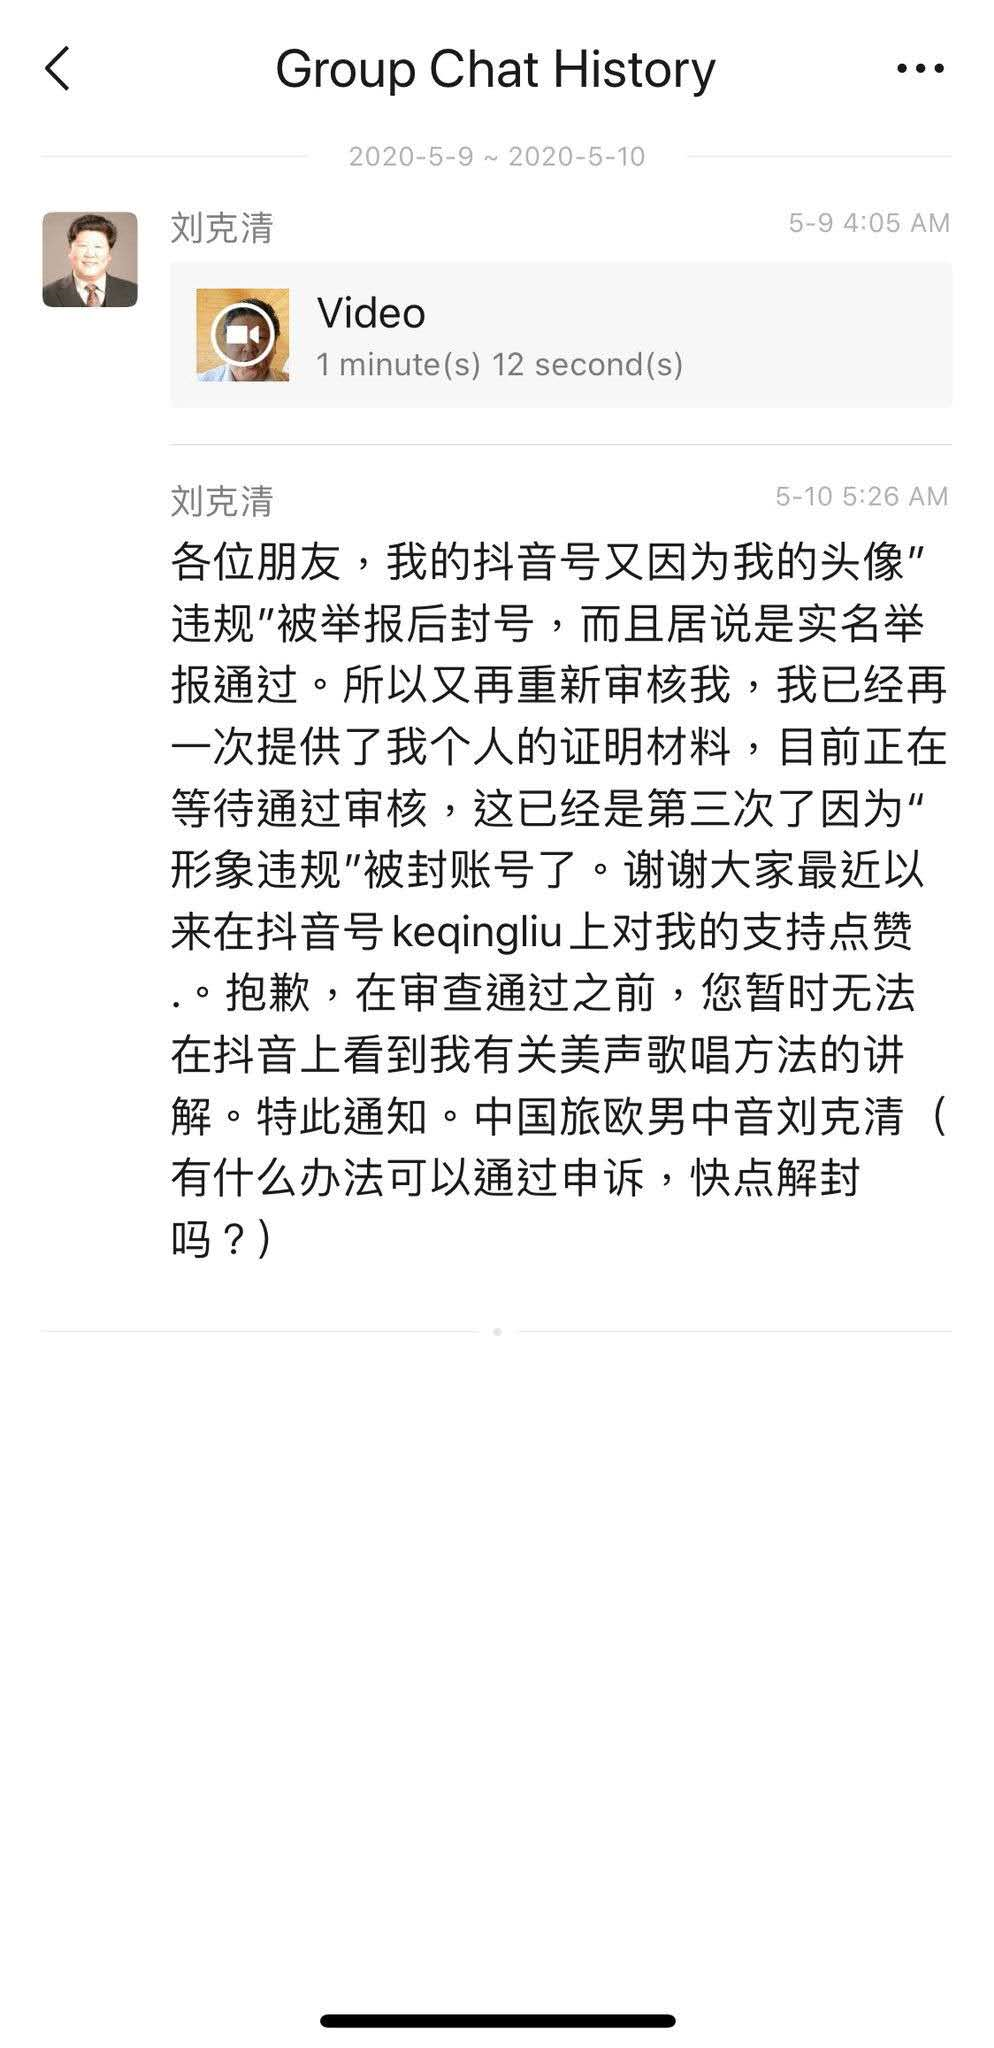 Group Chat History
2020-5-9 ~ 2020-5-10
刘克清
5-9 4:05 AM
Video
1 minute(s) 12 second(s)
刘克清
5-10 5:26 AM
各位朋友，我的抖音号又因为我的头像”
违规”被举报后封号，而且居说是实名举
报通过。所以又再重新审核我，我已经再
一次提供了我个人的证明材料，目前正在
等待通过审核，这已经是第三次了因为“
形象违规”被封账号了。谢谢大家最近以
来在抖音号keqingliu上对我的支持点赞
.。抱歉，在审查通过之前，您暂时无法
在抖音上看到我有关美声歌唱方法的讲
解。特此通知。中国旅欧男中音刘克清（
有什么办法可以通过申诉，快点解封
吗？)